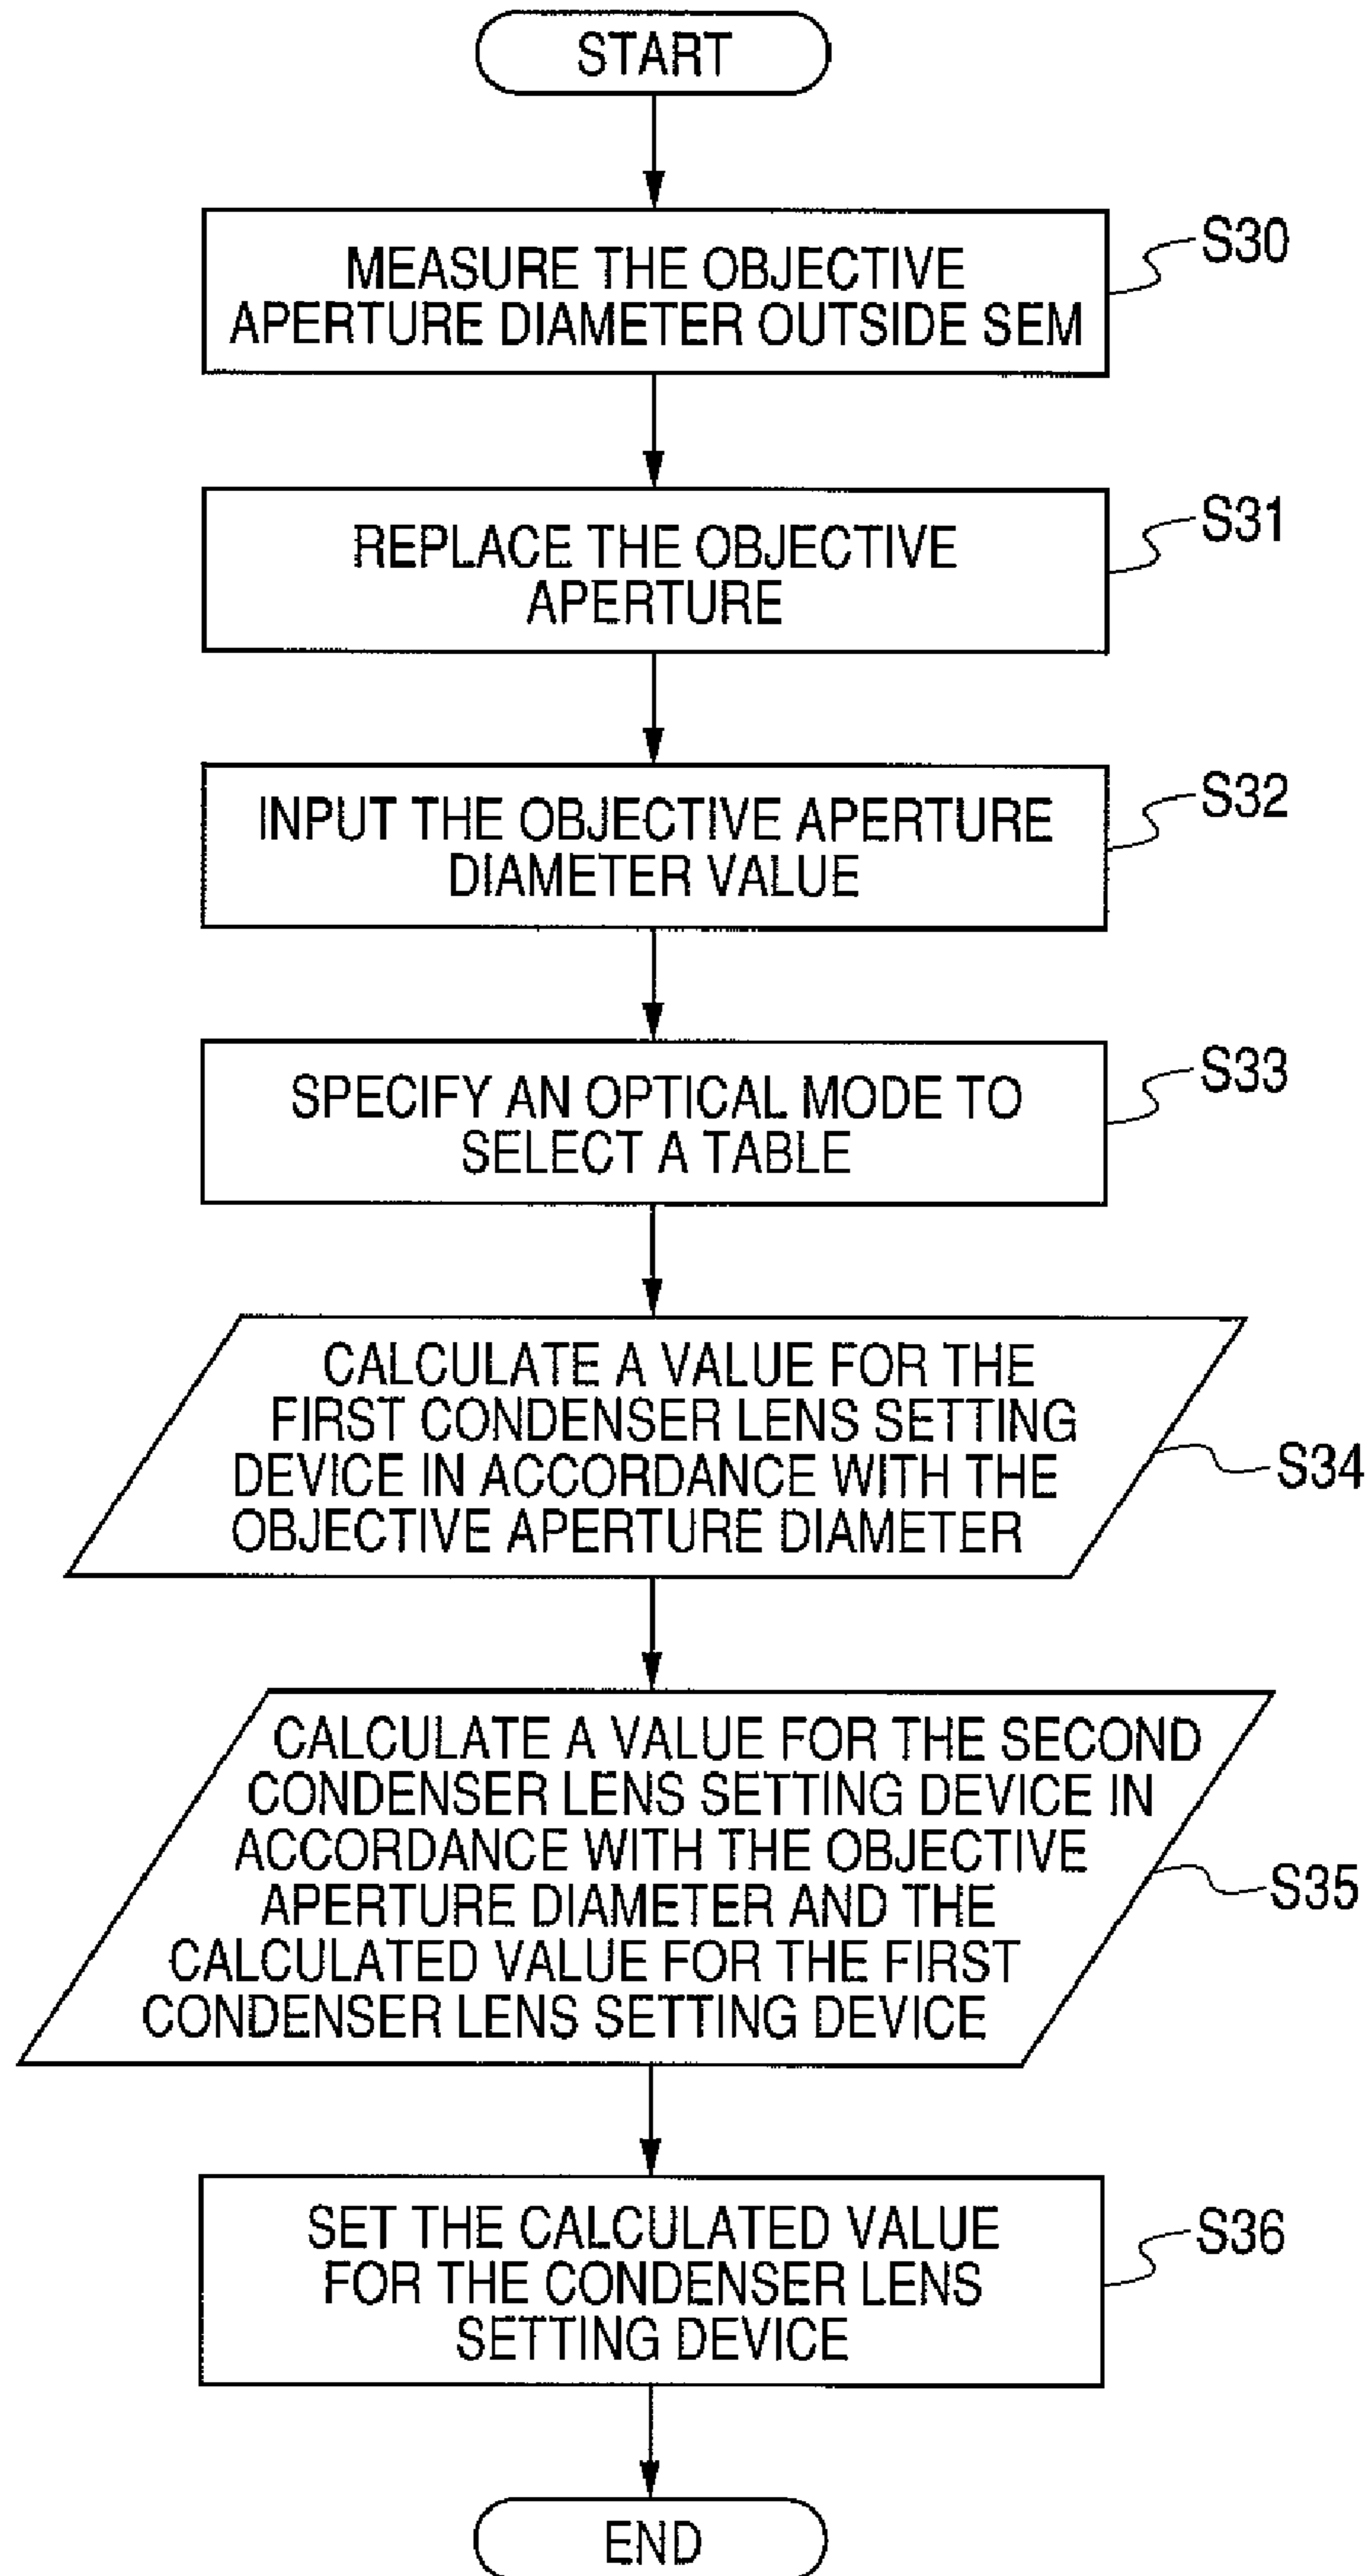 START
MEASURE THE OBJECTIVE
APERTURE DIAMETER OUTSIDE SEM
S30
REPLACE THE OBJECTIVE
APERTURE
S31
INPUT THE OBJECTIVE APERTURE
DIAMETER VALUE
S32
SPECIFY AN OPTICAL MODE TO
SELECT A TABLE
S33
CALCULATE A VALUE FOR THE
FIRST CONDENSER LENS SETTING
DEVICE IN ACCORDANCE WITH THE
OBJECTIVE APERTURE DIAMETER
S34
CALCULATE A VALUE FOR THE SECOND
CONDENSER LENS SETTING DEVICE IN
ACCORDANCE WITH THE OBJECTIVE
APERTURE DIAMETER AND THE
CALCULATED VALUE FOR THE FIRST
CONDENSER LENS SETTING DEVICE
S35
SET THE CALCULATED VALUE
FOR THE CONDENSER LENS
SETTING DEVICE
S36
END